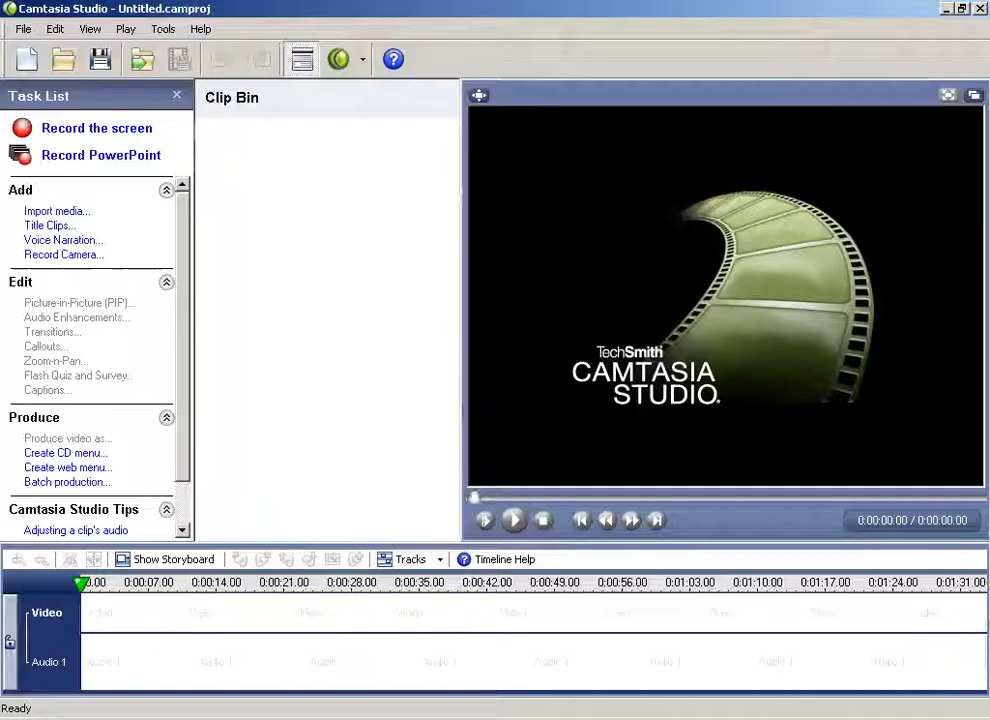 Camtasia Studio - Untitled.camproj
File Edit View Play Tools Help
Task List
Clip Bin
Record the screen
Record PowerPoint
Add
Import media...
Title Clips...
Voice Narration...
Record Camera...
Edit
Picture-in-Picture (PIP)...
Audio Enhancements...
Transitions...
Callouts...
Zoom-n-Pan...
Flash Quiz and Survey..
Captions...
Produce
Produce video as...
Create CD menu...
Create web menu...
Batch production...
Camtasia Studio Tips
Adjusting a clip's audio
TechSmith
CAMTASIA
STUDIO
0:00:00.00 / 0:00:00.00
Show Storyboard Tracks Timeline Help
0:00:07.00 0:00:14.00 0:00:21.00 0:00:28.00 0:00:35.00 0:00:42.00 0:00:49.00 0:00:56.00 0:01:03.00 0:01:10.00 0:01:17.00 0:01:24.00 0:01:31.00
Video
Audio 1
Ready